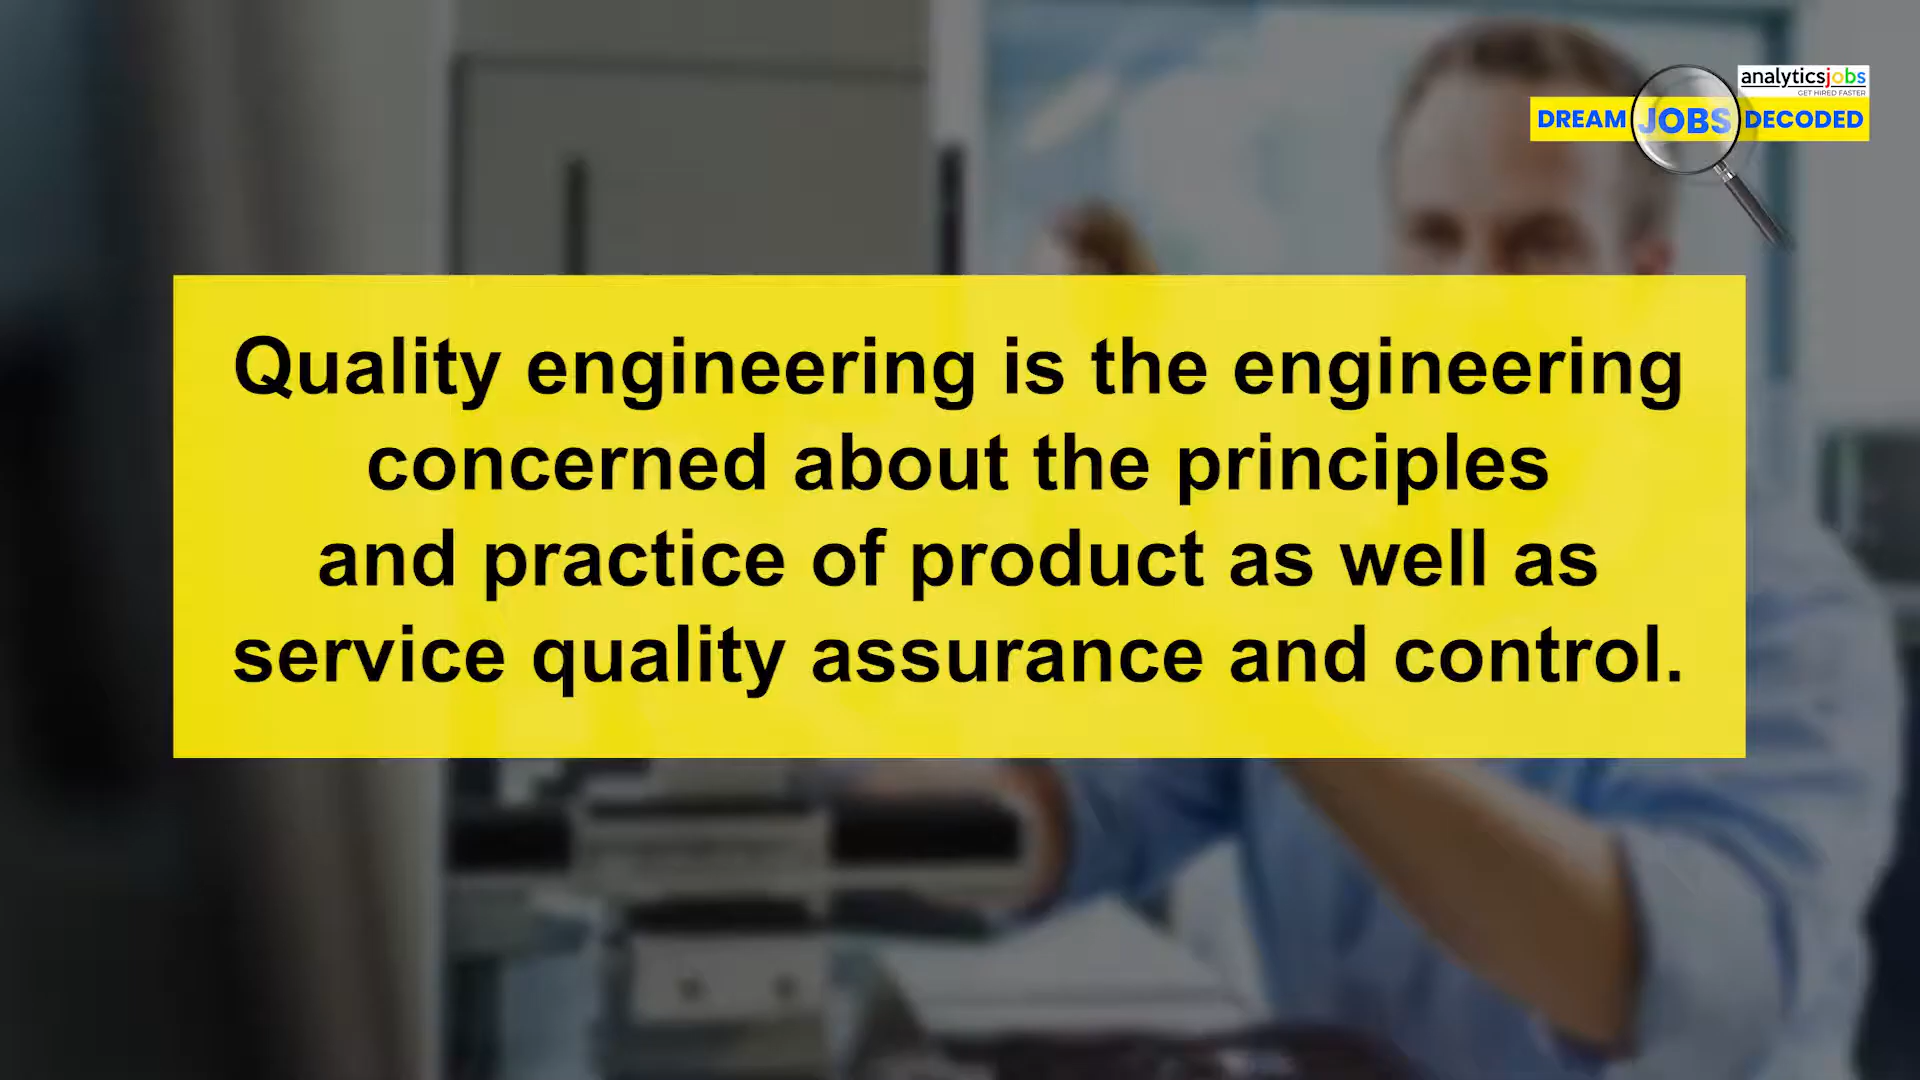 analyticsjobs
GET HIRED FASTER
DREAM JOBS DECODED
Quality engineering is the engineering
concerned about the principles
and practice of product as well as
service quality assurance and control.